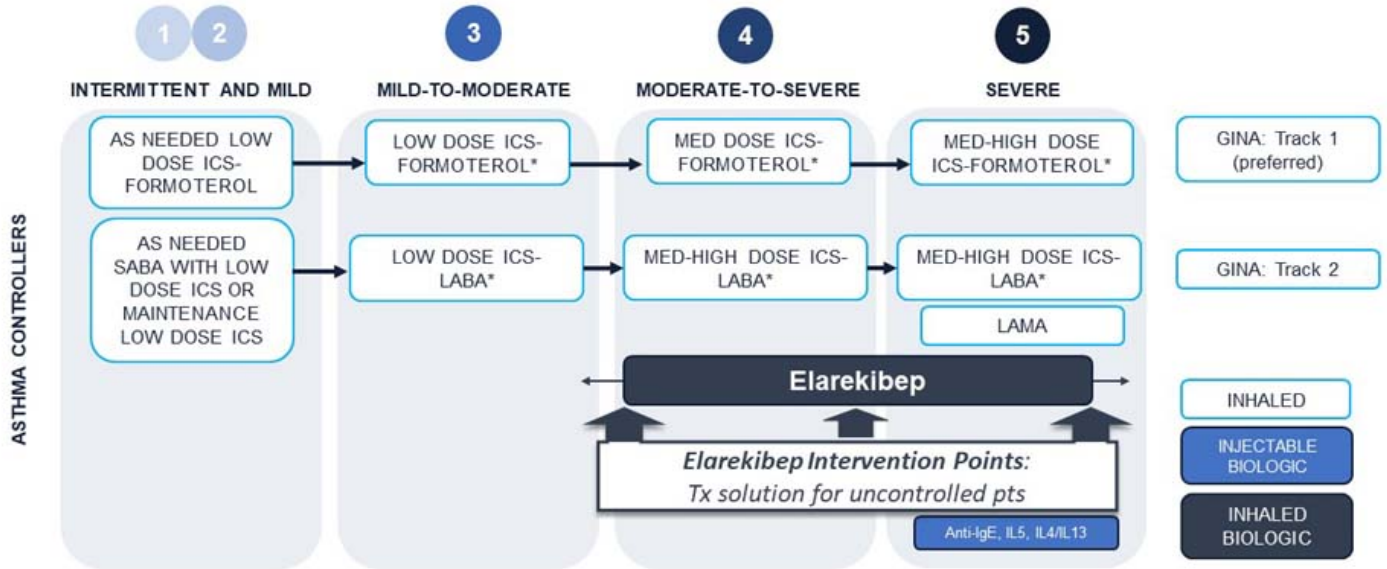 1
2
3
4
5
INTERMITTENT AND MILD
MILD-TO-MODERATE
MODERATE-TO-SEVERE
SEVERE
ASTHMA CONTROLLERS
AS NEEDED LOW
DOSE ICS-
FORMOTEROL
LOW DOSE ICS-
FORMOTEROL*
MED DOSE ICS-
FORMOTEROL*
MED-HIGH DOSE
ICS-FORMOTEROL*
GINA: Track 1
(preferred)
AS NEEDED
SABA WITH LOW
DOSE ICS OR
MAINTENANCE
LOW DOSE ICS
LOW DOSE ICS-
LABA*
MED-HIGH DOSE ICS-
LABA*
MED-HIGH DOSE ICS-
LABA*
GINA: Track 2
LAMA
Elarekibep
Elarekibep Intervention Points:
Tx solution for uncontrolled pts
Anti-IgE, IL5, IL4/IL13
INHALED
INJECTABLE
BIOLOGIC
INHALED
BIOLOGIC